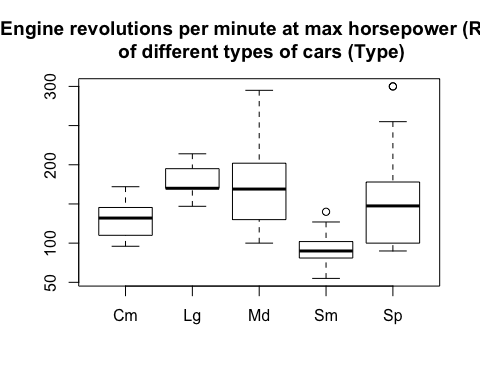 Engine revolutions per minute at max horsepower (R
of different types of cars (Type)
300
200
100
50
Cm Lg Md Sm Sp